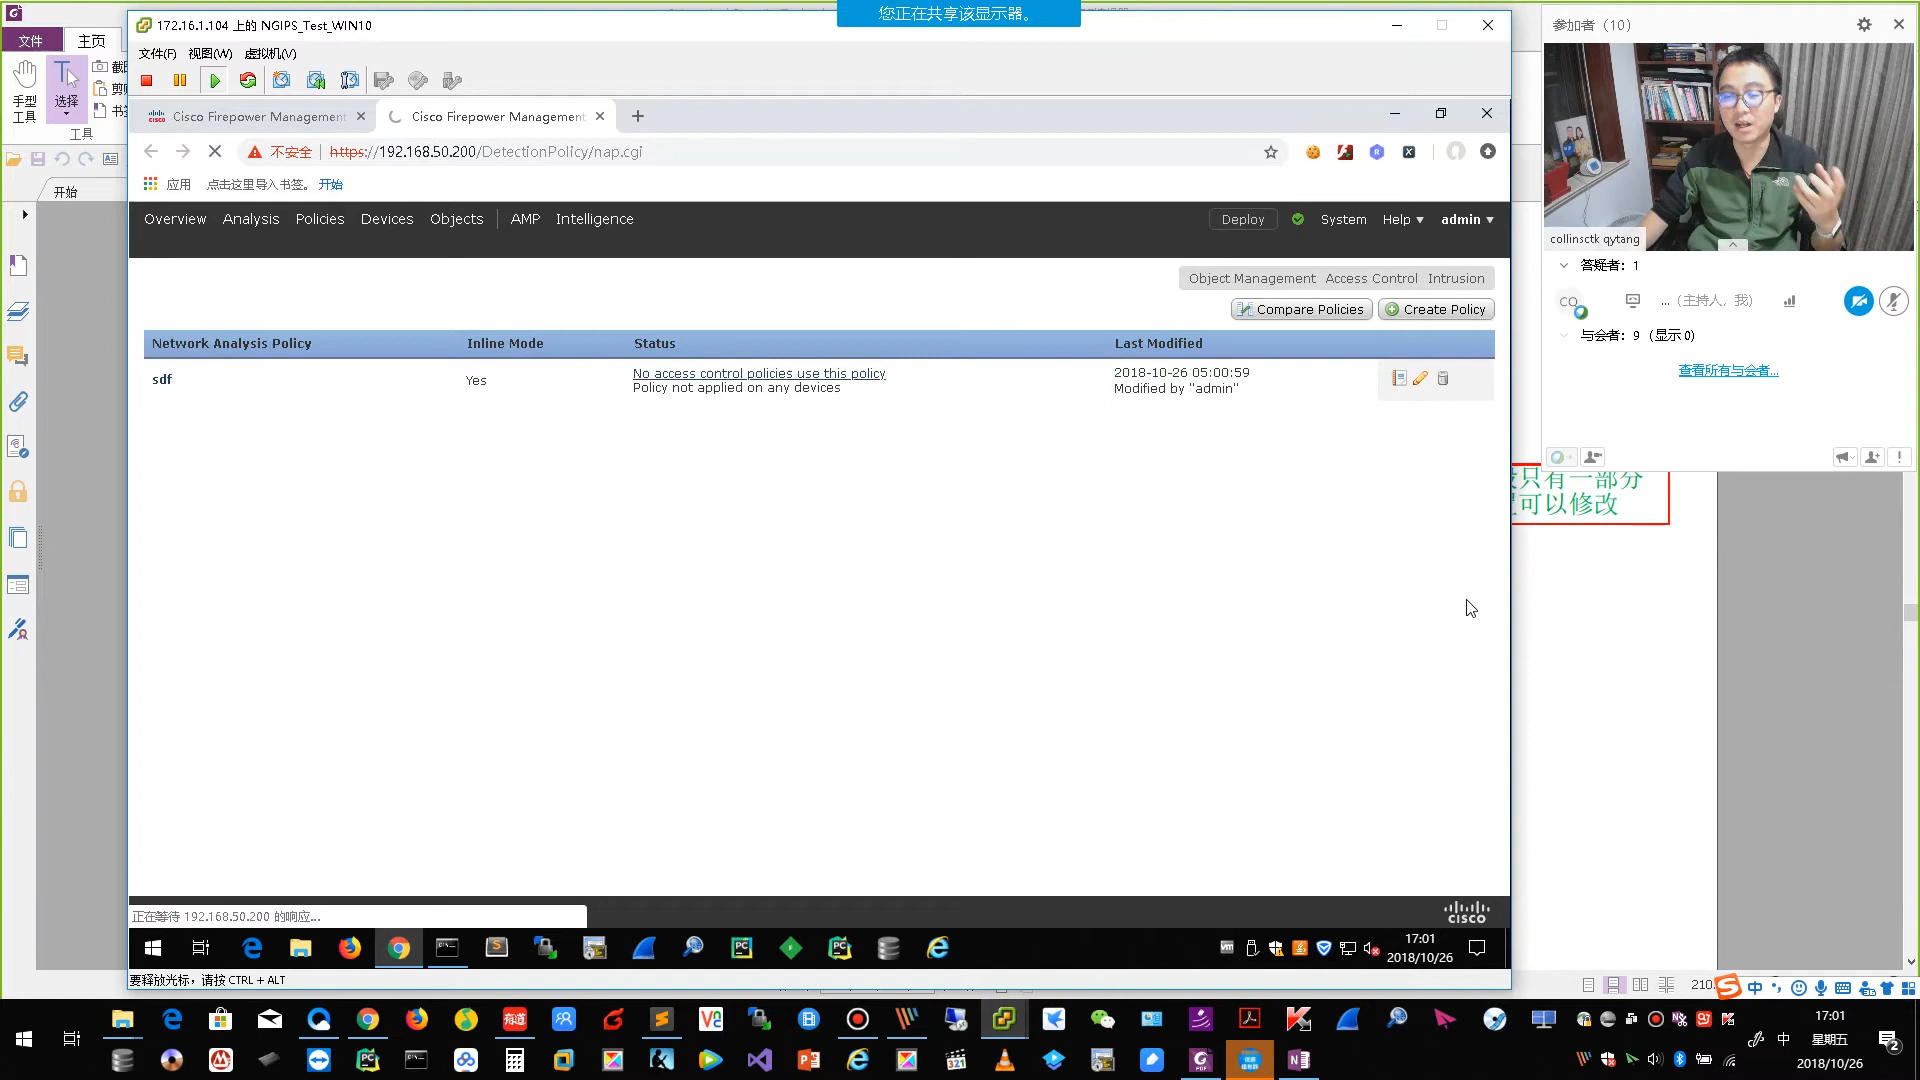 您正在共享该显示器。
172.16.1.104 上的 NGIPS_Test_WIN10
文件(F) 视图(W) 虚拟机(V)
文件
主页
手型
工具
选择
工具
开始
Cisco Firepower Management
Cisco Firepower Management
不安全
https://192.168.50.200/DetectionPolicy/nap.cgi
应用
点击这里导入书签。
开始
Overview Analysis Policies Devices Objects AMP Intelligence
Deploy System Help admin
Object Management Access Control Intrusion
Compare Policies
Create Policy
Network Analysis Policy Inline Mode Status Last Modified
sdf
Yes
No access control policies use this policy
Policy not applied on any devices
2018-10-26 05:00:59
Modified by "admin"
正在等待 192.168.50.200 的响应...
cisco
17:01
2018/10/26
要释放光标，请按 CTRL + ALT
参加者 (10)
collinsctk qytang
答疑者: 1
CQ
... (主持人, 我)
与会者: 9 (显示 0)
查看所有与会者...
只有一部分
可以修改
210.
中
17:01
中
星期五
2018/10/26
2